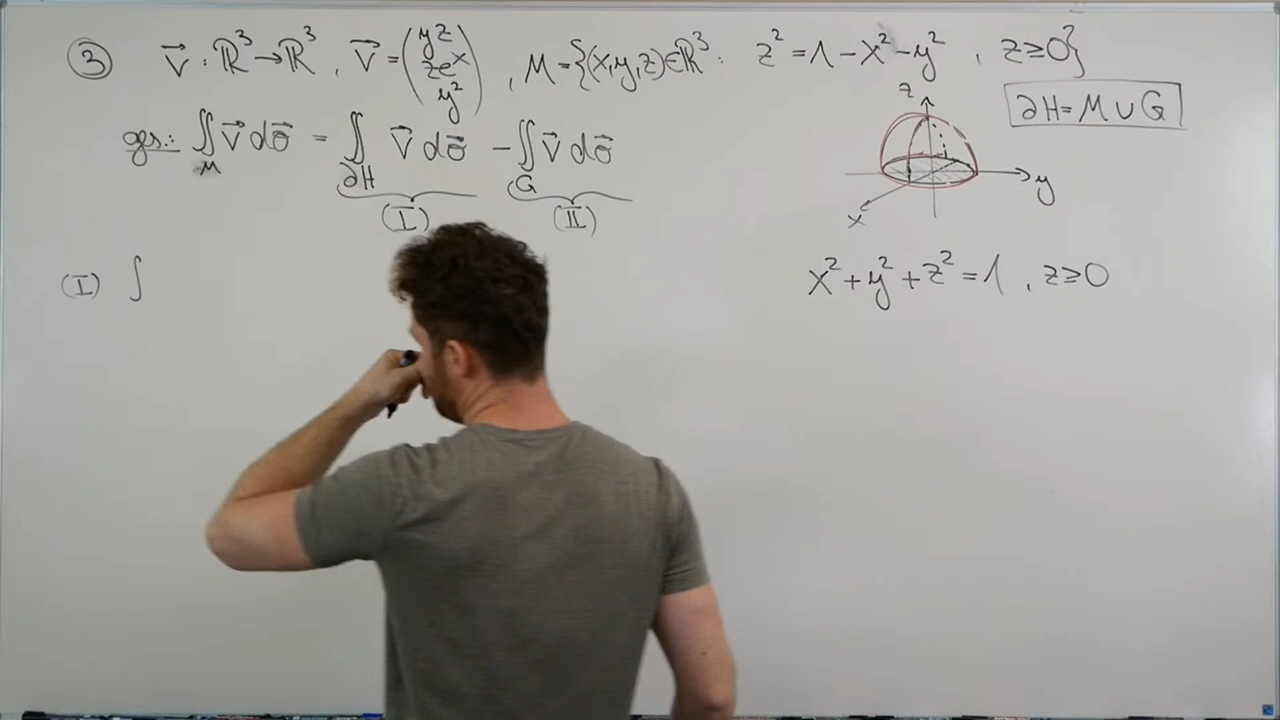 ③ v⃗ : ℝ³ → ℝ³ , v⃗ = (yz, ze^x, y²) , M = {(x,y,z) ∈ ℝ³ : z² = 1 - x² - y² , z ≥ 0}
z
∂H = M ∪ G
ges.: ∬_M v⃗ dσ⃗ = ∬_∂H v⃗ dσ⃗ - ∬_G v⃗ dσ⃗
y
(I) (II)
x
(I) ∫
x² + y² + z² = 1 , z ≥ 0